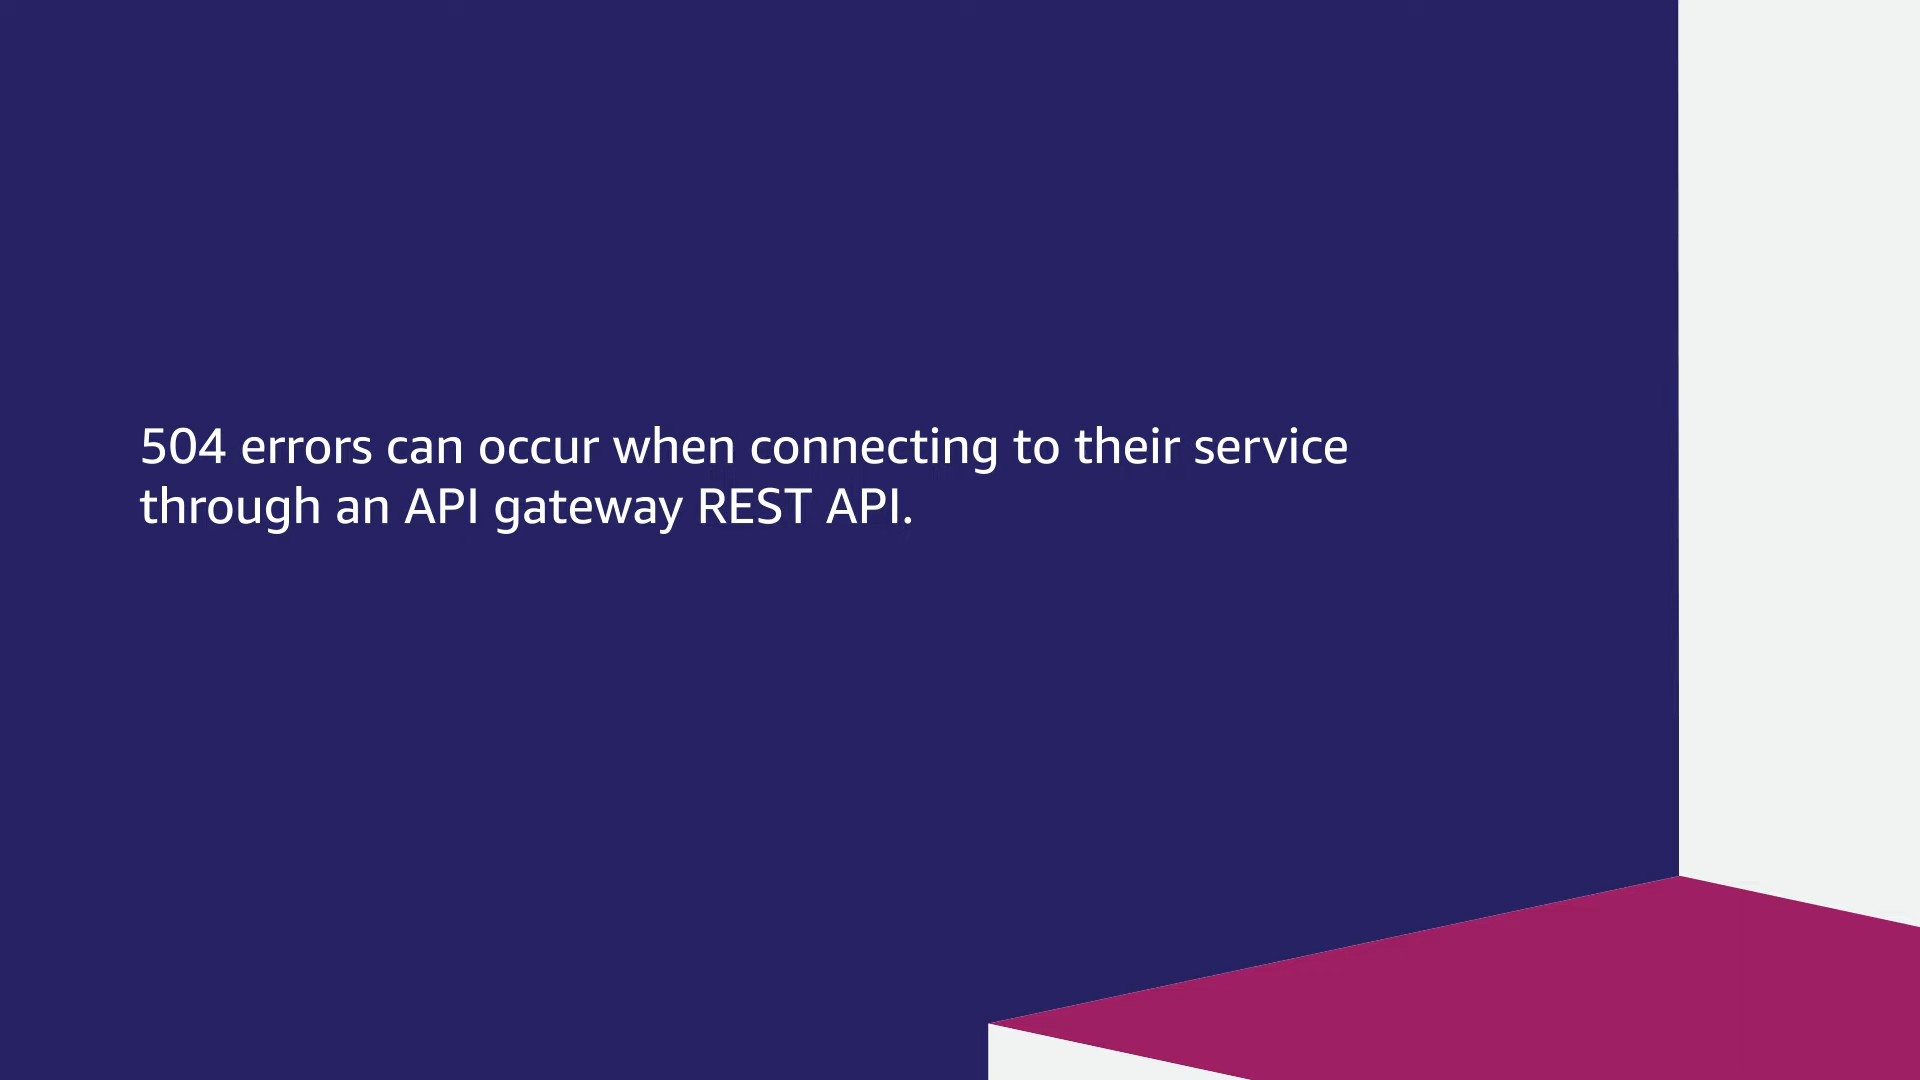 504 errors can occur when connecting to their service
through an API gateway REST API.